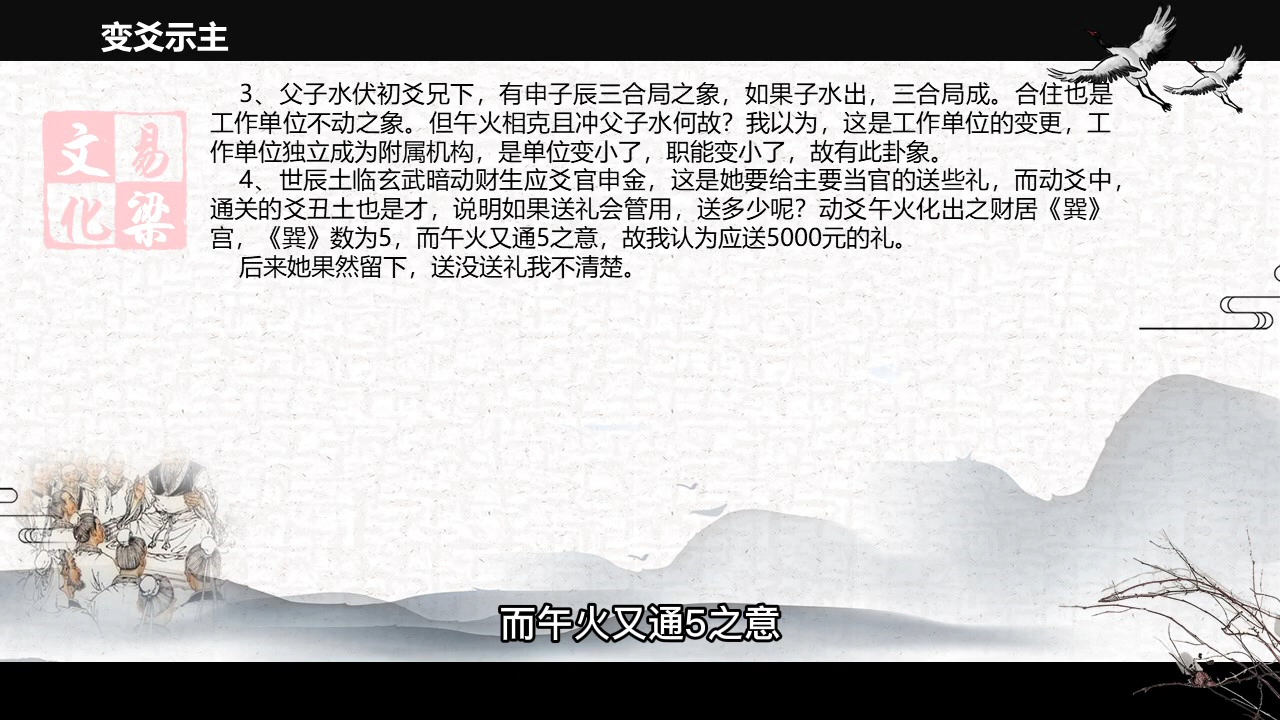 变爻示主
3、父子水伏初爻兄下，有申子辰三合局之象，如果子水出，三合局成。合住也是
工作单位不动之象。但午火相克且冲父子水何故？我以为，这是工作单位的变更，工
作单位独立成为附属机构，是单位变小了，职能变小了，故有此卦象。
4、世辰土临玄武暗动财生应爻官申金，这是她要给主要当官的送些礼，而动爻中，
通关的爻丑土也是才，说明如果送礼会管用，送多少呢？动爻午火化出之财居《巽》
宫，《巽》数为5，而午火又通5之意，故我认为应送5000元的礼。
后来她果然留下，送没送礼我不清楚。
易梁
文化
而午火又通5之意